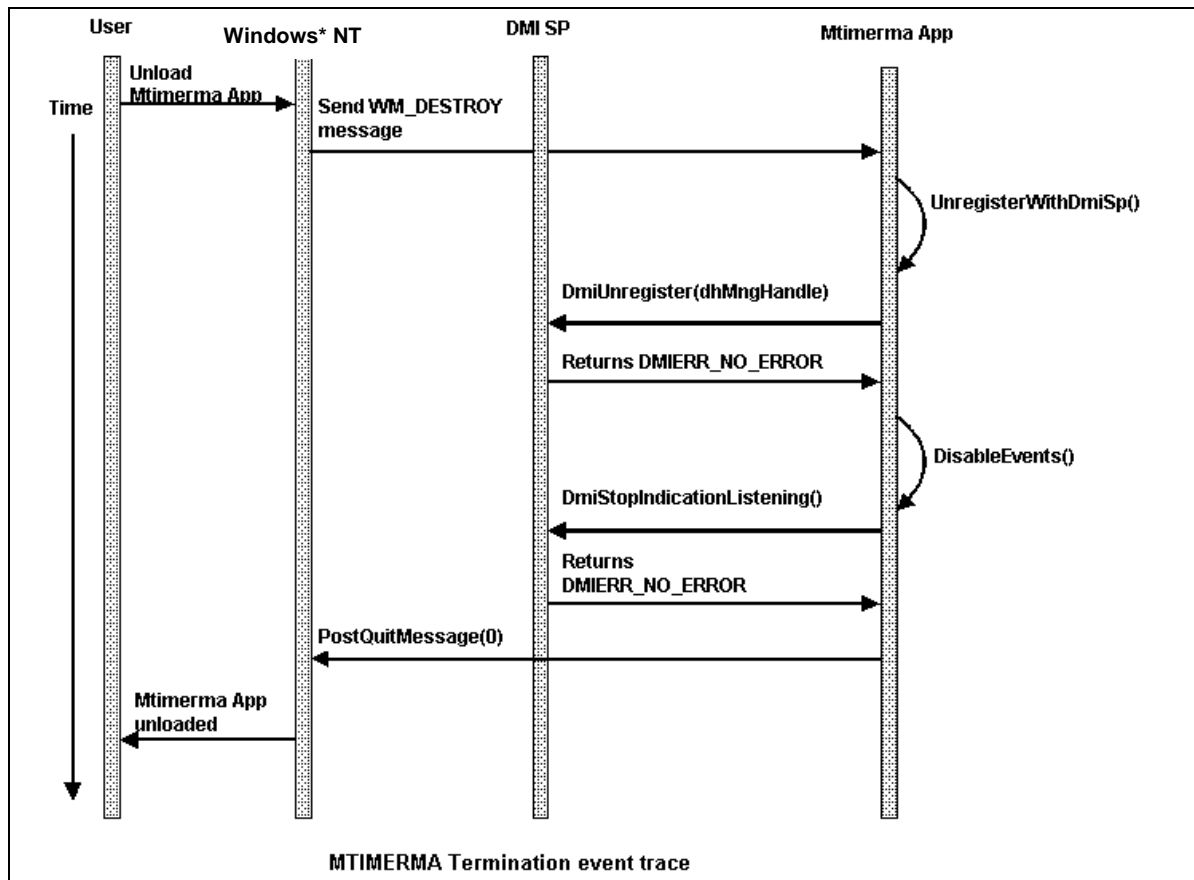 User
Windows* NT
DMI SP
Mtimerma App
Time
Unload
Mtimerma App
Send WM_DESTROY
message
UnregisterWithDmiSp()
DmiUnregister(dhMngHandle)
Returns DMIERR_NO_ERROR
DisableEvents()
DmiStopIndicationListening()
Returns
DMIERR_NO_ERROR
PostQuitMessage(0)
Mtimerma App
unloaded
MTIMERMA Termination event trace